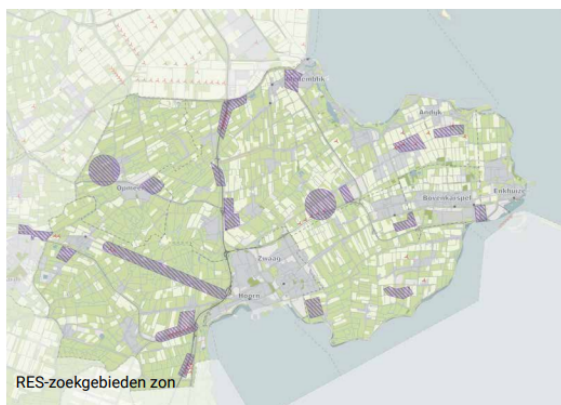 Andijk
Opmeer
Bovenkarspel
Enkhuizen
Zwaag
Hoorn
RES-zoekgebieden zon